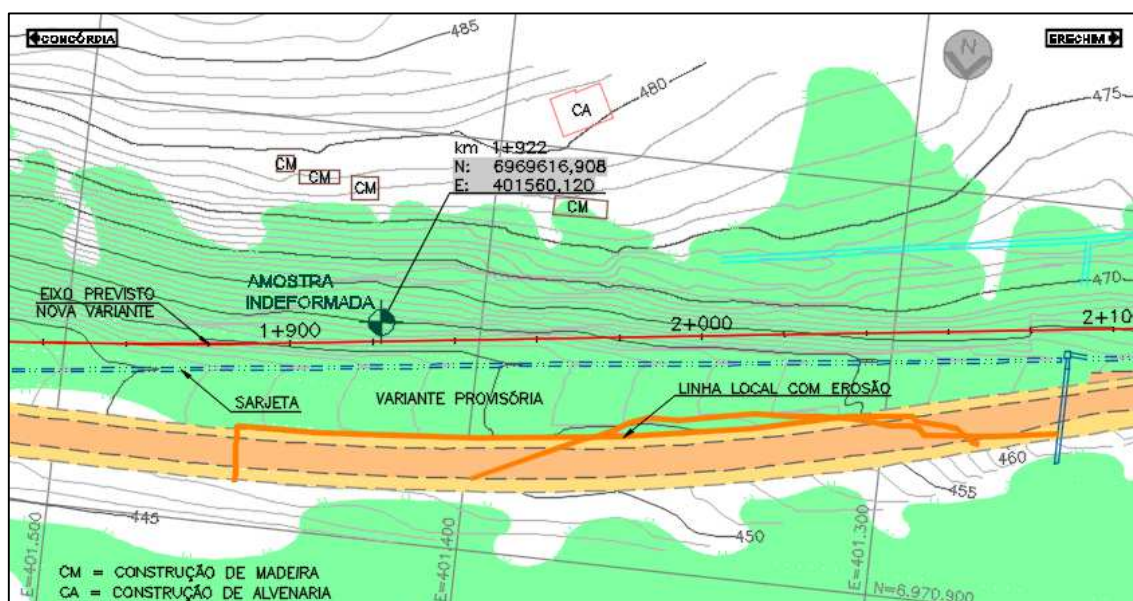 CONCÓRDIA
485
N
ERECHIM
475
480
CA
km 1+922
N: 6969616,908
E: 401560,120
CM
CM
CM
CM
AMOSTRA
INDEFORMADA
470
EIXO PREVISTO
NOVA VARIANTE
1+900
2+000
2+10
SARJETA
VARIANTE PROVISÓRIA
LINHA LOCAL COM EROSÃO
460
455
450
445
E=401.500
E=401.400
E=401.300
N=6.970.900
CM = CONSTRUÇÃO DE MADEIRA
CA = CONSTRUÇÃO DE ALVENARIA